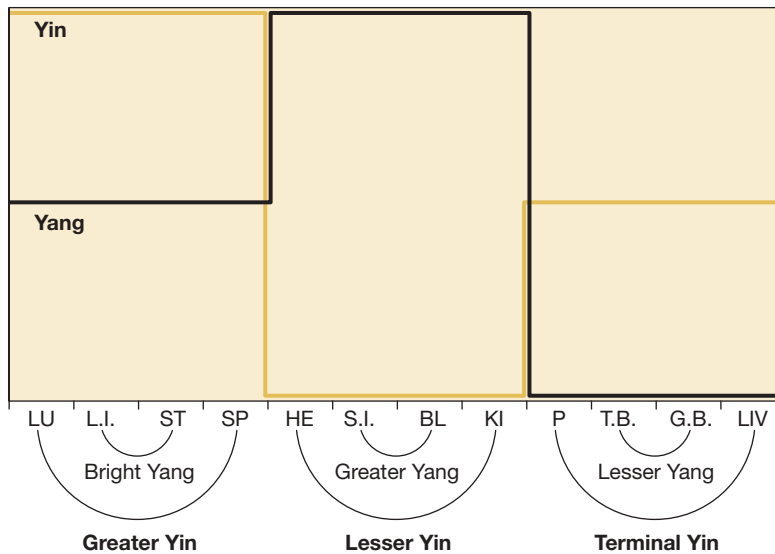 Yin
Yang
LU L.I. ST SP HE S.I. BL KI P T.B. G.B. LIV
Bright Yang Greater Yang Lesser Yang
Greater Yin Lesser Yin Terminal Yin